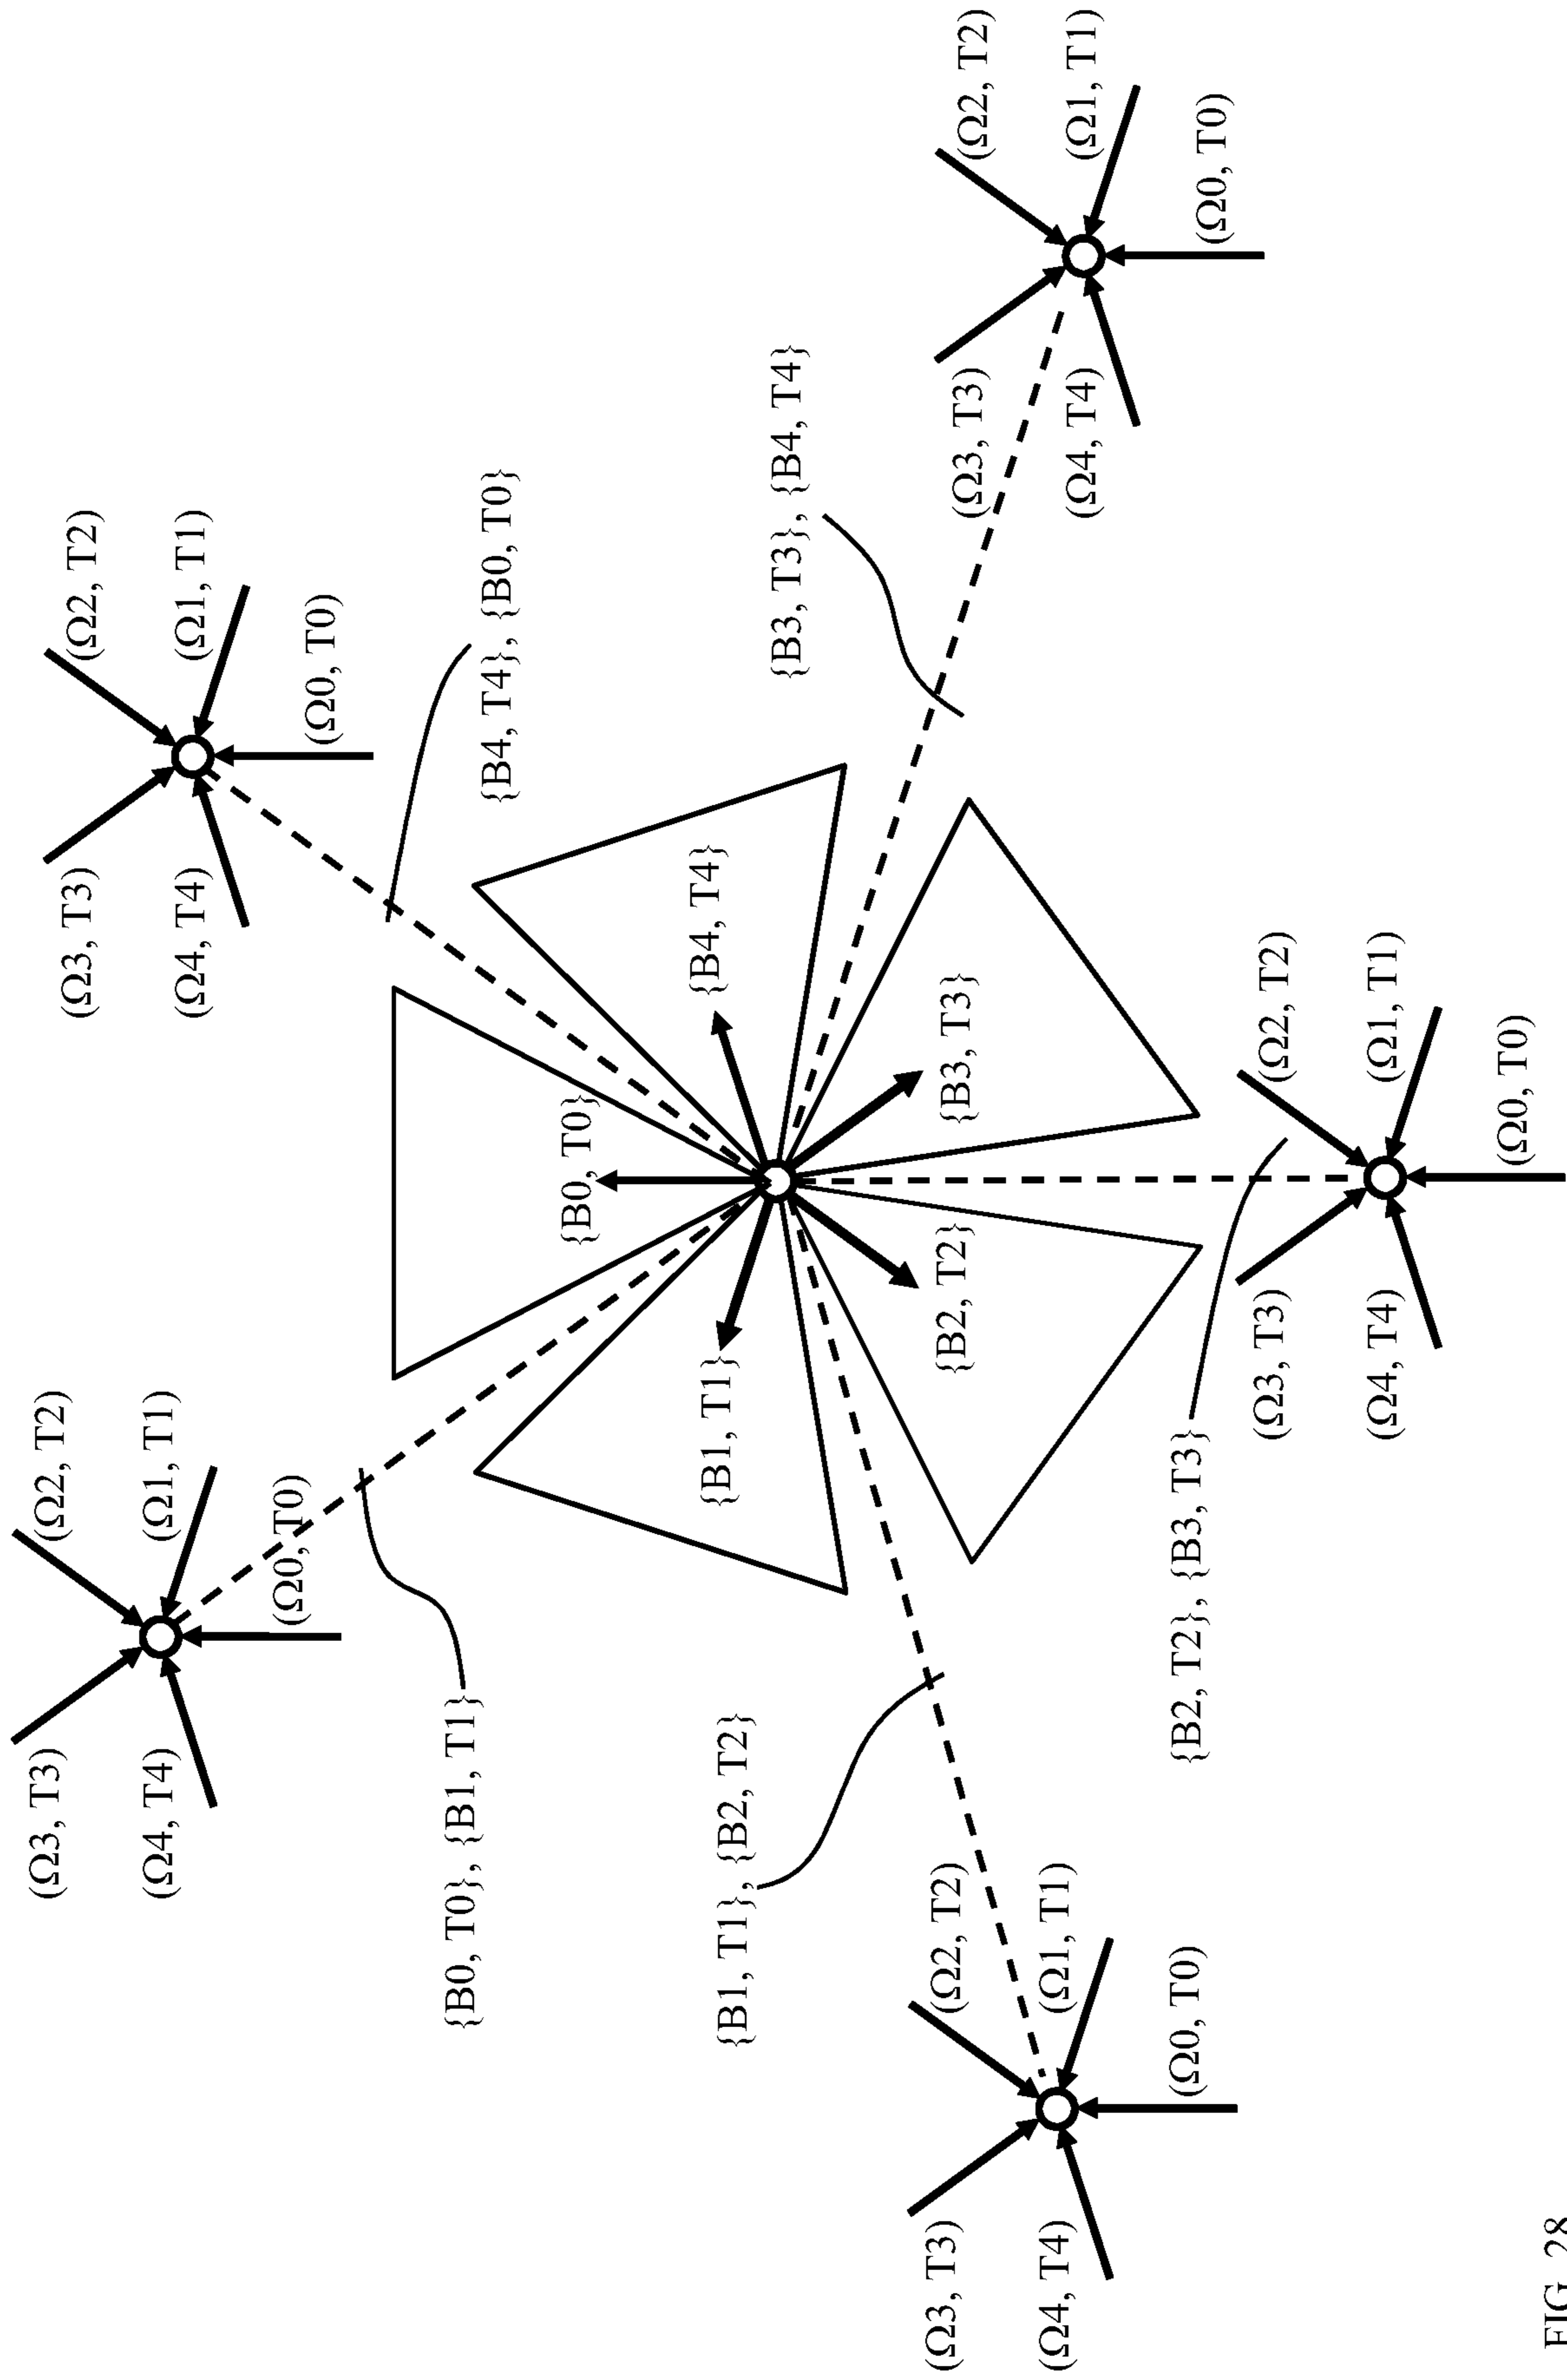 (Ω3, T3)
(Ω2, T2)
(Ω4, T4)
(Ω1, T1)
(Ω0, T0)
(Ω3, T3)
(Ω2, T2)
(Ω4, T4)
(Ω1, T1)
(Ω0, T0)
{B0, T0}, {B1, T1}
{B4, T4}, {B0, T0}
{B0, T0}
{B1, T1}
{B4, T4}
{B1, T1}, {B2, T2}
{B3, T3}, {B4, T4}
{B2, T2}
{B3, T3}
(Ω3, T3)
(Ω2, T2)
(Ω4, T4)
(Ω1, T1)
(Ω0, T0)
(Ω3, T3)
(Ω2, T2)
(Ω4, T4)
(Ω1, T1)
(Ω0, T0)
{B2, T2}, {B3, T3}
(Ω3, T3)
(Ω2, T2)
(Ω4, T4)
(Ω1, T1)
(Ω0, T0)
FIG. 28